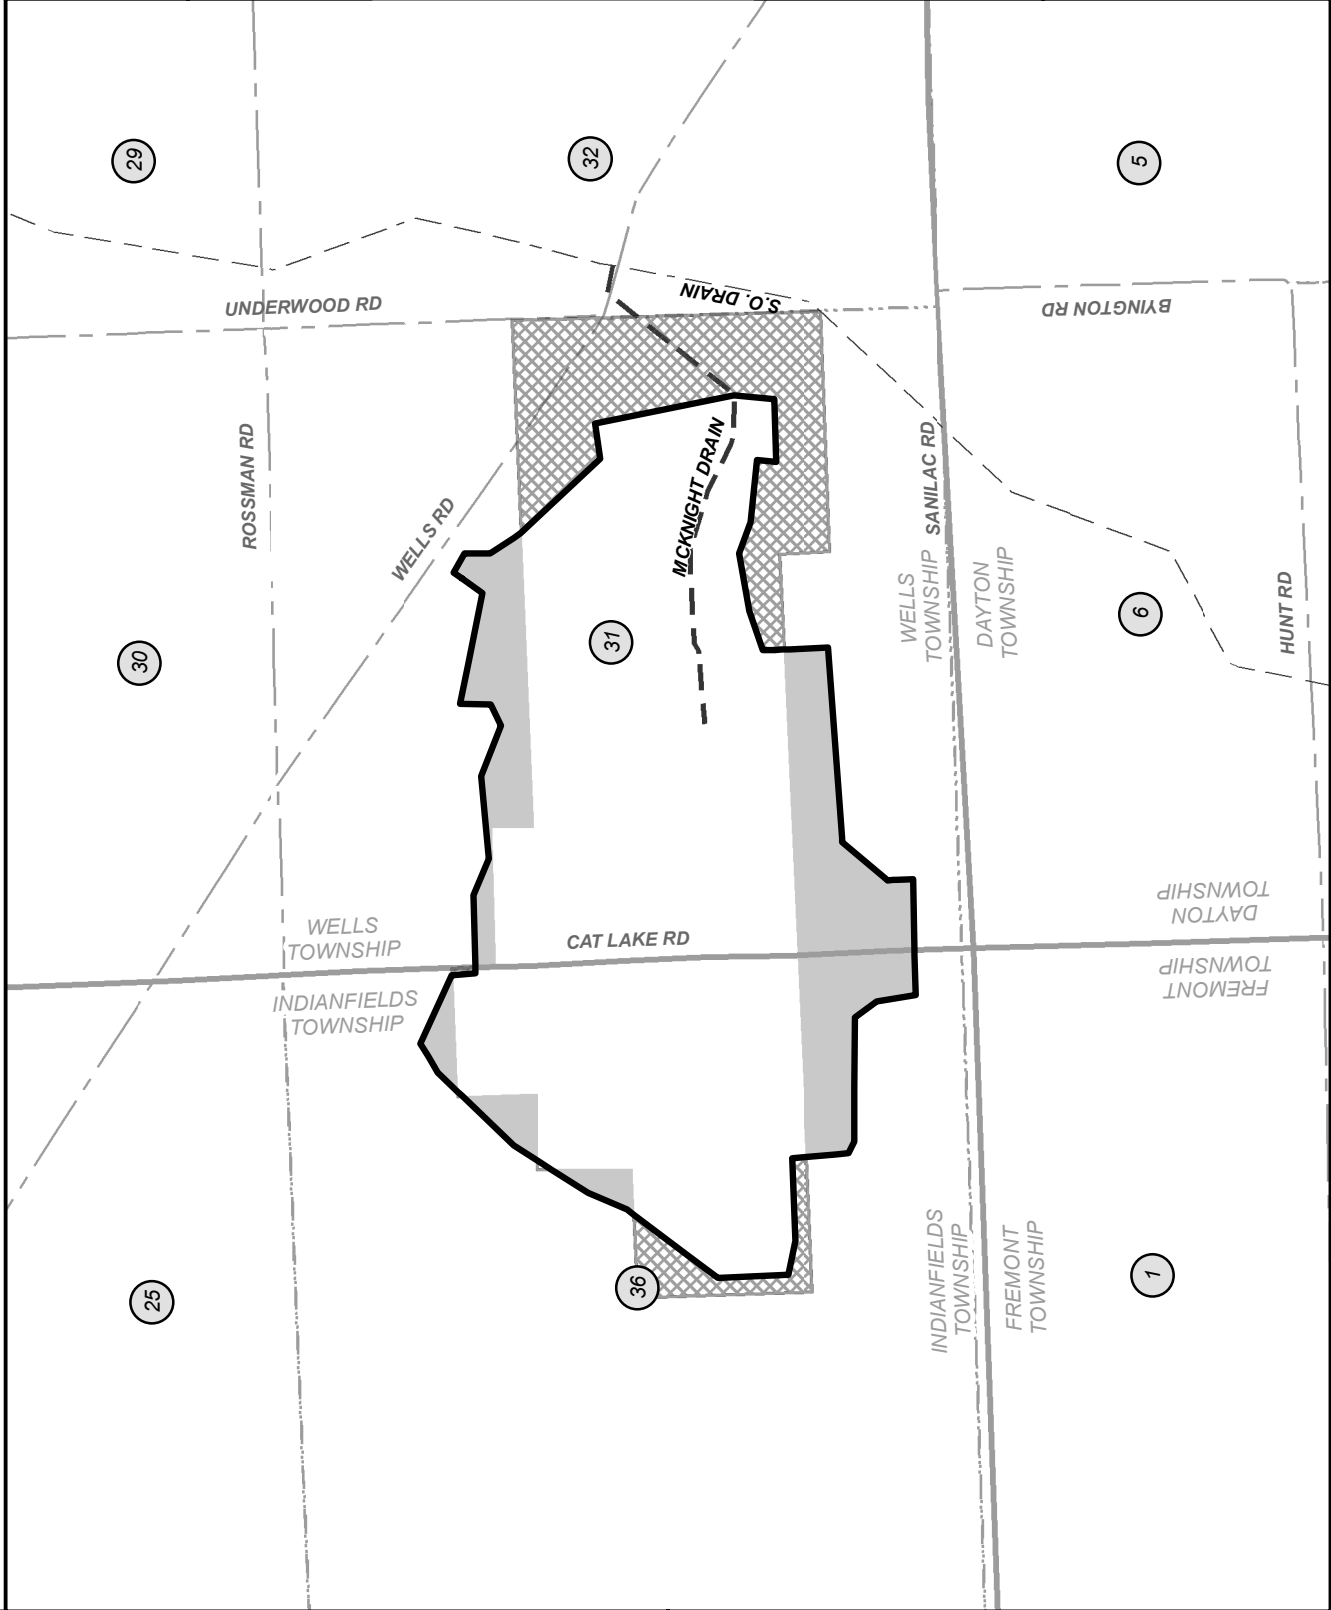 29
32
5
UNDERWOOD RD
S.O. DRAIN
BYINGTON RD
ROSSMAN RD
WELLS RD
MCKNIGHT DRAIN
SANILAC RD
WELLS
TOWNSHIP
DAYTON
TOWNSHIP
HUNT RD
30
31
6
WELLS
TOWNSHIP
CAT LAKE RD
DAYTON
TOWNSHIP
INDIANFIELDS
TOWNSHIP
FREMONT
TOWNSHIP
25
36
INDIANFIELDS
TOWNSHIP
FREMONT
TOWNSHIP
1